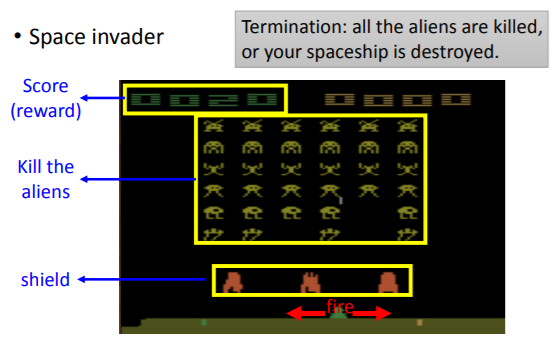 • Space invader
Termination: all the aliens are killed,
or your spaceship is destroyed.
Score
(reward)
0020
0000
Kill the
aliens
shield
fire